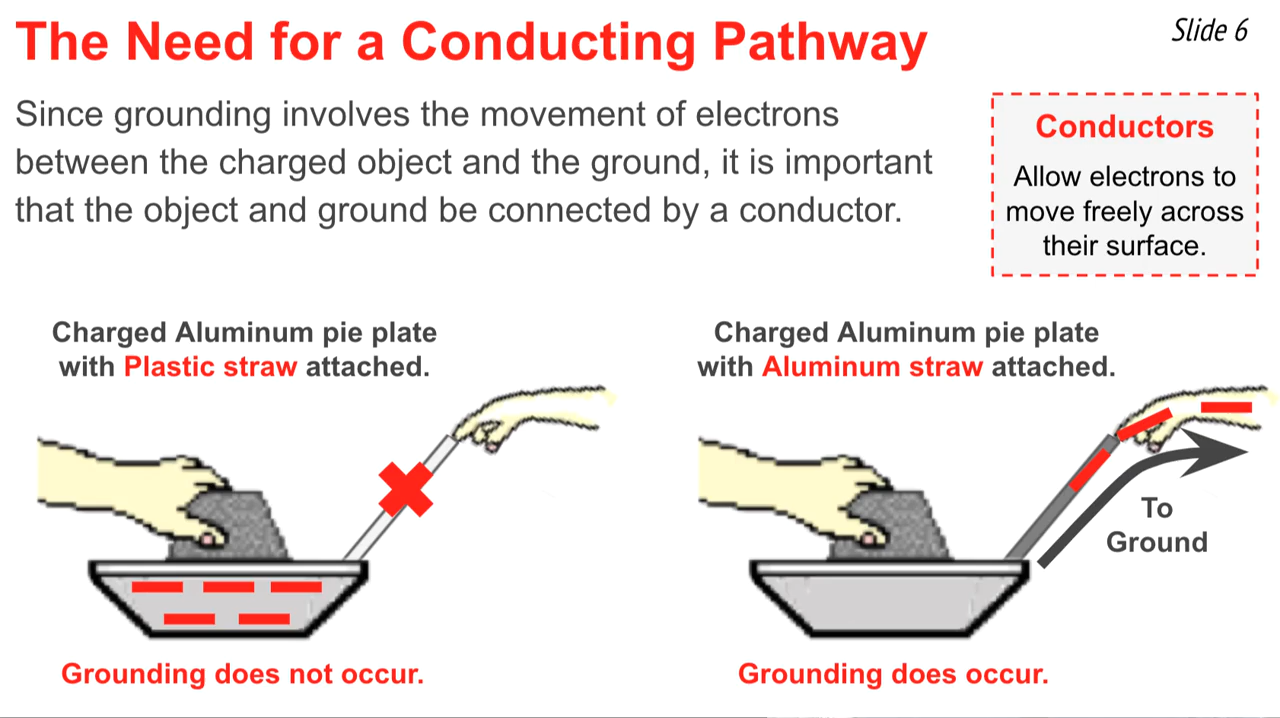 The Need for a Conducting Pathway
Slide 6
Since grounding involves the movement of electrons
between the charged object and the ground, it is important
that the object and ground be connected by a conductor.
Conductors
Allow electrons to
move freely across
their surface.
Charged Aluminum pie plate
with Plastic straw attached.
Charged Aluminum pie plate
with Aluminum straw attached.
To
Ground
Grounding does not occur.
Grounding does occur.